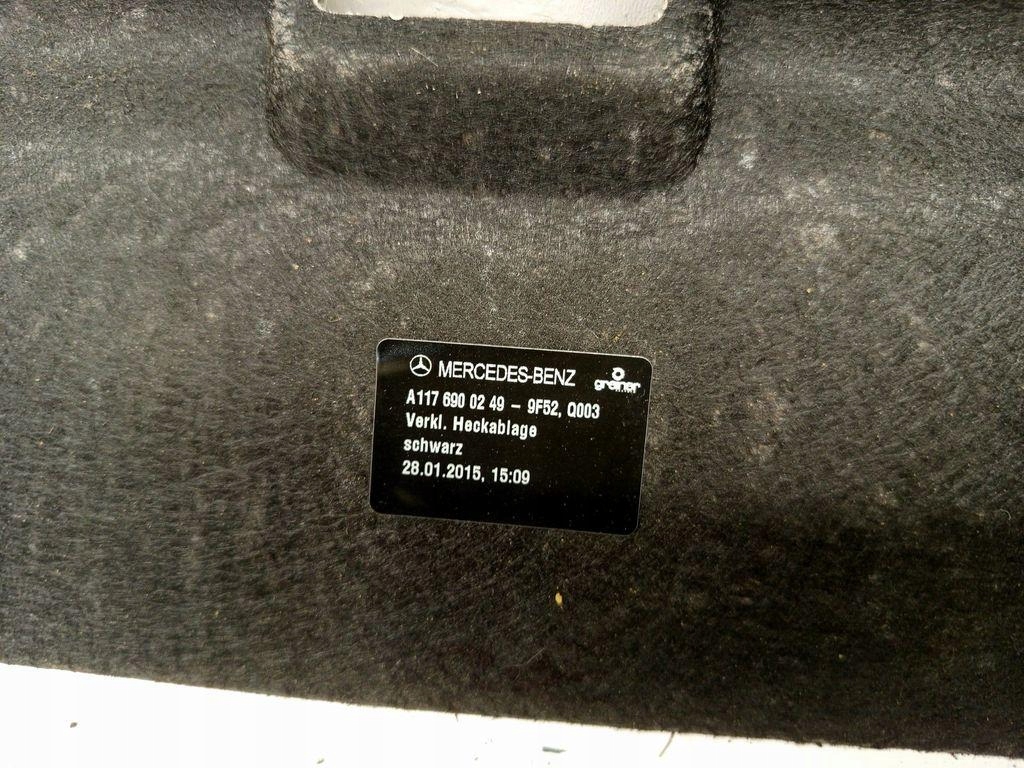 MERCEDES-BENZ
greiner
A117 690 02 49 - 9F52, Q003
Verkl. Heckablage
schwarz
28.01.2015, 15:09